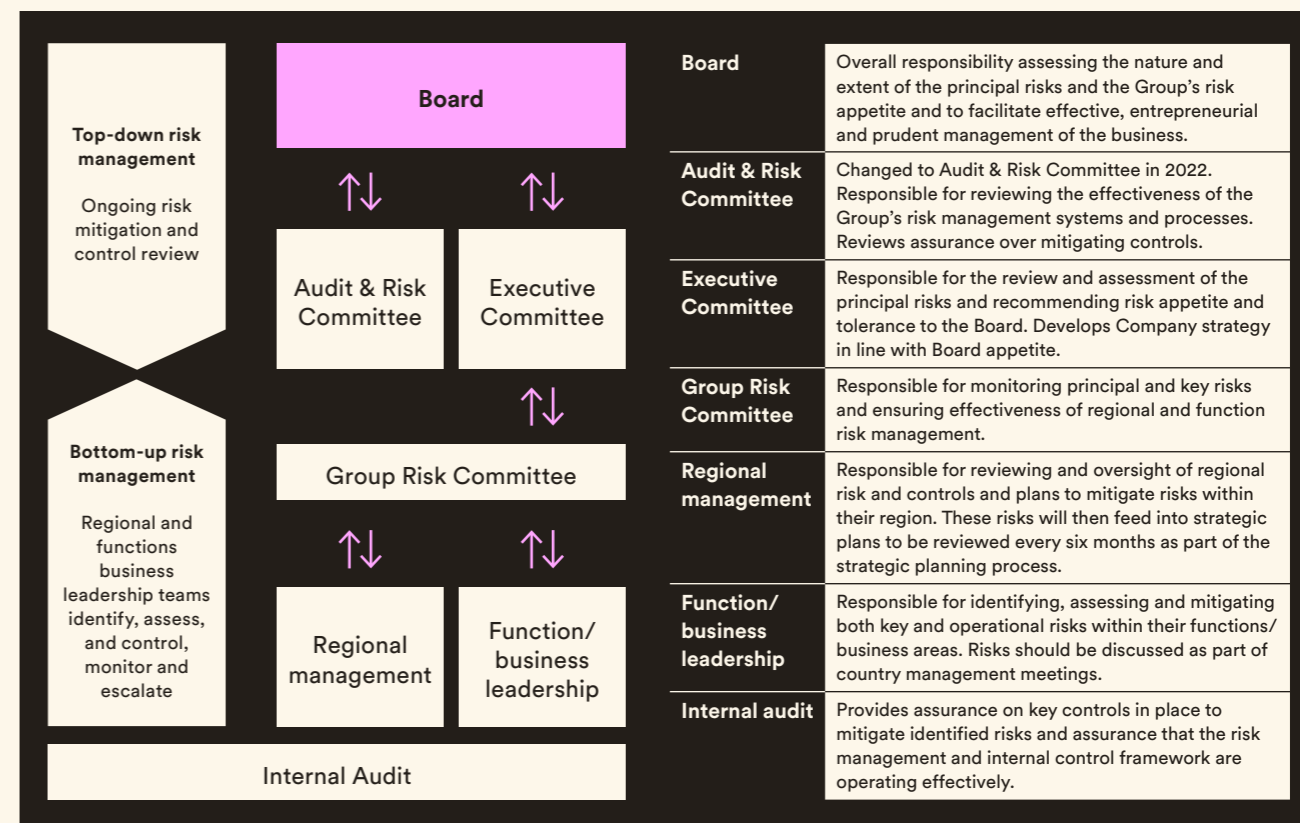 Top-down risk
management
Ongoing risk
mitigation and
control review
Bottom-up risk
management
Regional and
functions
business
leadership teams
identify, assess,
and control,
monitor and
escalate
Board
Audit & Risk
Committee
Executive
Committee
Group Risk Committee
Regional
management
Function/
business
leadership
Internal Audit
Board
Overall responsibility assessing the nature and
extent of the principal risks and the Group’s risk
appetite and to facilitate effective, entrepreneurial
and prudent management of the business.
Audit & Risk
Committee
Changed to Audit & Risk Committee in 2022.
Responsible for reviewing the effectiveness of the
Group’s risk management systems and processes.
Reviews assurance over mitigating controls.
Executive
Committee
Responsible for the review and assessment of the
principal risks and recommending risk appetite and
tolerance to the Board. Develops Company strategy
in line with Board appetite.
Group Risk
Committee
Responsible for monitoring principal and key risks
and ensuring effectiveness of regional and function
risk management.
Regional
management
Responsible for reviewing and oversight of regional
risk and controls and plans to mitigate risks within
their region. These risks will then feed into strategic
plans to be reviewed every six months as part of the
strategic planning process.
Function/
business
leadership
Responsible for identifying, assessing and mitigating
both key and operational risks within their functions/
business areas. Risks should be discussed as part of
country management meetings.
Internal audit
Provides assurance on key controls in place to
mitigate identified risks and assurance that the risk
management and internal control framework are
operating effectively.